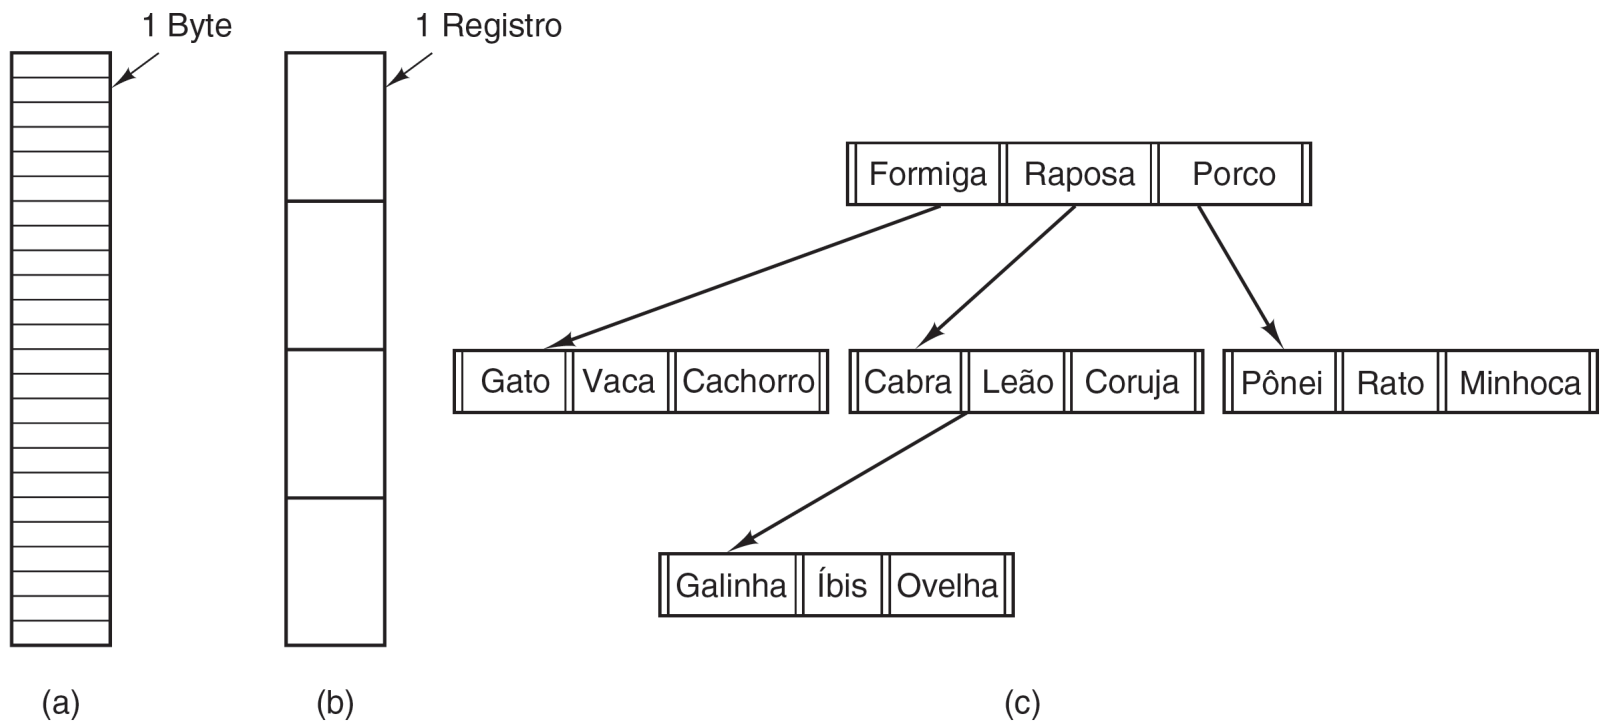 1 Byte
1 Registro
Formiga Raposa Porco
Gato Vaca Cachorro
Cabra Leão Coruja
Pônei Rato Minhoca
Galinha Íbis Ovelha
(a)
(b)
(c)